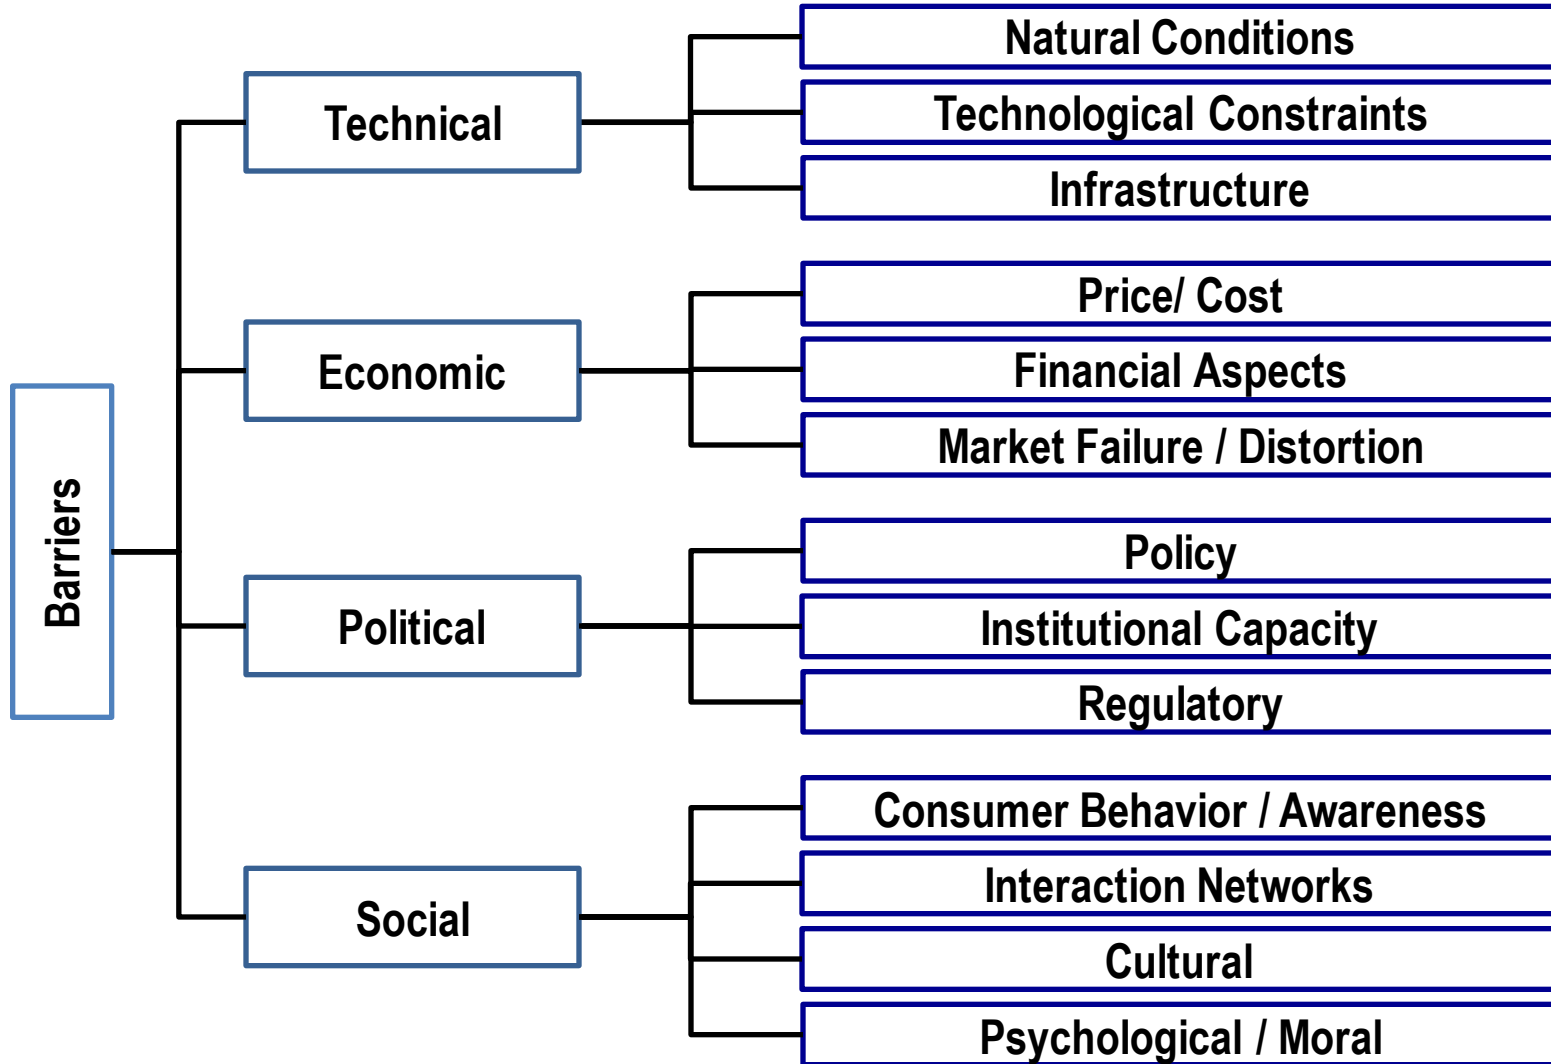 Barriers
Technical
Natural Conditions
Technological Constraints
Infrastructure
Economic
Price/ Cost
Financial Aspects
Market Failure / Distortion
Political
Policy
Institutional Capacity
Regulatory
Social
Consumer Behavior / Awareness
Interaction Networks
Cultural
Psychological / Moral